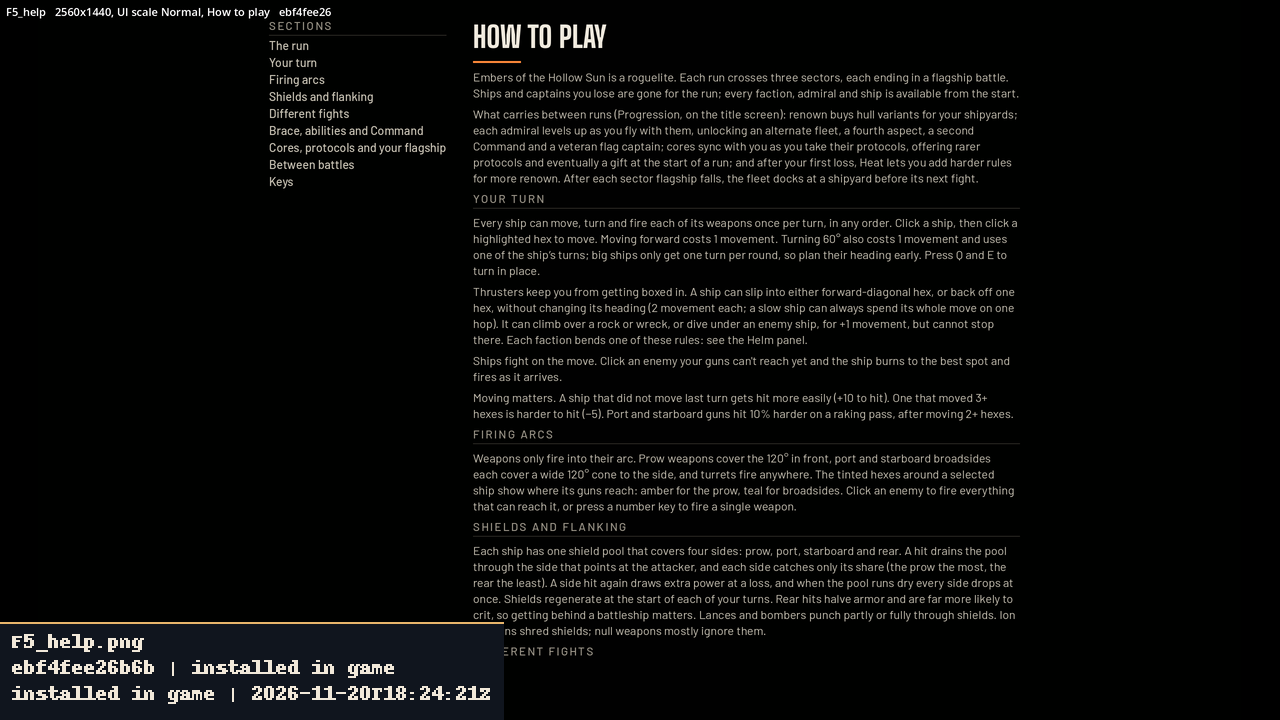 F5_help 2560x1440, UI scale Normal, How to play ebf4fee26
SECTIONS
The run
Your turn
Firing arcs
Shields and flanking
Different fights
Brace, abilities and Command
Cores, protocols and your flagship
Between battles
Keys
HOW TO PLAY
Embers of the Hollow Sun is a roguelite. Each run crosses three sectors, each ending in a flagship battle.
Ships and captains you lose are gone for the run; every faction, admiral and ship is available from the start.
What carries between runs (Progression, on the title screen): renown buys hull variants for your shipyards;
each admiral levels up as you fly with them, unlocking an alternate fleet, a fourth aspect, a second
Command and a veteran flag captain; cores sync with you as you take their protocols, offering rarer
protocols and eventually a gift at the start of a run; and after your first loss, Heat lets you add harder rules
for more renown. After each sector flagship falls, the fleet docks at a shipyard before its next fight.
YOUR TURN
Every ship can move, turn and fire each of its weapons once per turn, in any order. Click a ship, then click a
highlighted hex to move. Moving forward costs 1 movement. Turning 60° also costs 1 movement and uses
one of the ship's turns; big ships only get one turn per round, so plan their heading early. Press Q and E to
turn in place.
Thrusters keep you from getting boxed in. A ship can slip into either forward-diagonal hex, or back off one
hex, without changing its heading (2 movement each; a slow ship can always spend its whole move on one
hop). It can climb over a rock or wreck, or dive under an enemy ship, for +1 movement, but cannot stop
there. Each faction bends one of these rules: see the Helm panel.
Ships fight on the move. Click an enemy your guns can't reach yet and the ship burns to the best spot and
fires as it arrives.
Moving matters. A ship that did not move last turn gets hit more easily (+10 to hit). One that moved 3+
hexes is harder to hit (−5). Port and starboard guns hit 10% harder on a raking pass, after moving 2+ hexes.
FIRING ARCS
Weapons only fire into their arc. Prow weapons cover the 120° in front, port and starboard broadsides
each cover a wide 120° cone to the side, and turrets fire anywhere. The tinted hexes around a selected
ship show where its guns reach: amber for the prow, teal for broadsides. Click an enemy to fire everything
that can reach it, or press a number key to fire a single weapon.
SHIELDS AND FLANKING
Each ship has one shield pool that covers four sides: prow, port, starboard and rear. A hit drains the pool
through the side that points at the attacker, and each side catches only its share (the prow the most, the
rear the least). A side hit again draws extra power at a loss, and when the pool runs dry every side drops at
once. Shields regenerate at the start of each of your turns. Rear hits halve armor and are far more likely to
crit, so getting behind a battleship matters. Lances and bombers punch partly or fully through shields. Ion
ns shred shields; null weapons mostly ignore them.
ERENT FIGHTS
F5_help.png
ebf4fee26b6b | installed in game
installed in game | 2026-11-20T18:24:21Z